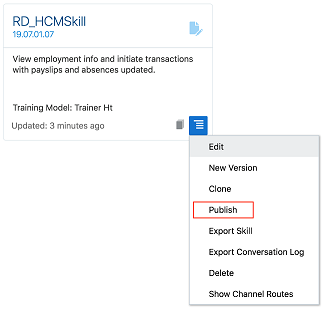 RD_HCMSkill
19.07.01.07
View employment info and initiate transactions
with payslips and absences updated.
Training Model: Trainer Ht
Updated: 3 minutes ago
Edit
New Version
Clone
Publish
Export Skill
Export Conversation Log
Delete
Show Channel Routes